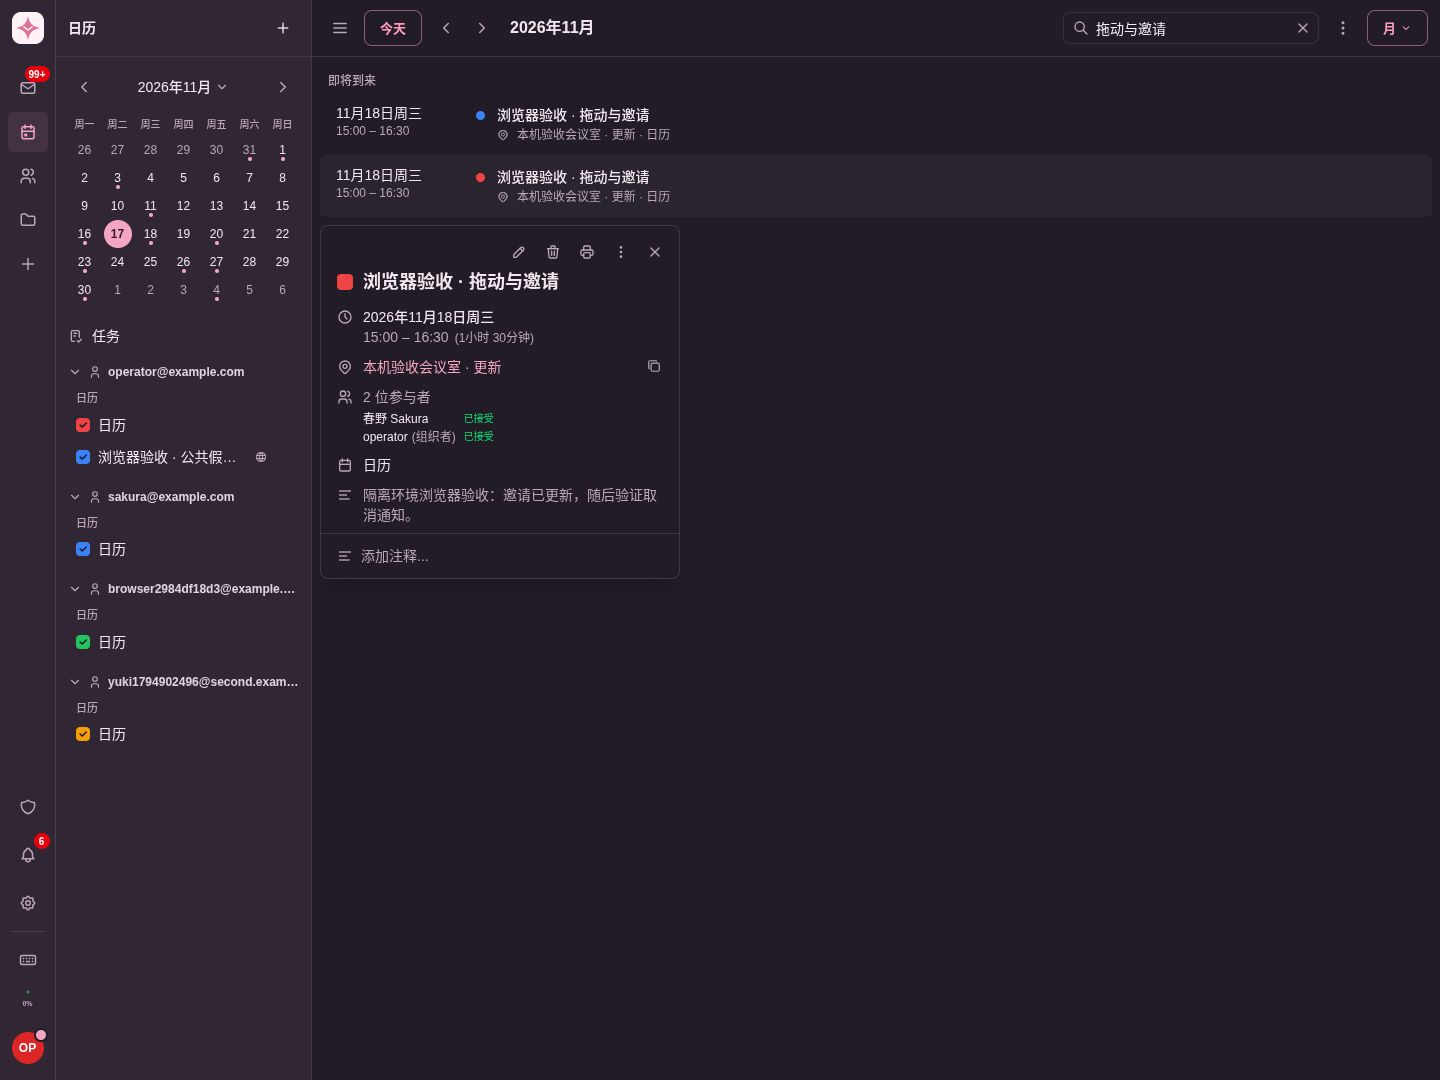 日历
今天
2026年11月
拖动与邀请
月
99+
2026年11月
周一 周二 周三 周四 周五 周六 周日
26 27 28 29 30 31 1
2 3 4 5 6 7 8
9 10 11 12 13 14 15
16 17 18 19 20 21 22
23 24 25 26 27 28 29
30 1 2 3 4 5 6
任务
operator@example.com
日历
日历
浏览器验收 · 公共假…
sakura@example.com
日历
日历
browser2984df18d3@example.…
日历
日历
yuki1794902496@second.exam…
日历
日历
6
0%
OP
即将到来
11月18日周三
15:00 – 16:30
浏览器验收 · 拖动与邀请
本机验收会议室 · 更新 · 日历
11月18日周三
15:00 – 16:30
浏览器验收 · 拖动与邀请
本机验收会议室 · 更新 · 日历
浏览器验收 · 拖动与邀请
2026年11月18日周三
15:00 – 16:30 (1小时 30分钟)
本机验收会议室 · 更新
2 位参与者
春野 Sakura 已接受
operator (组织者) 已接受
日历
隔离环境浏览器验收：邀请已更新，随后验证取
消通知。
添加注释...